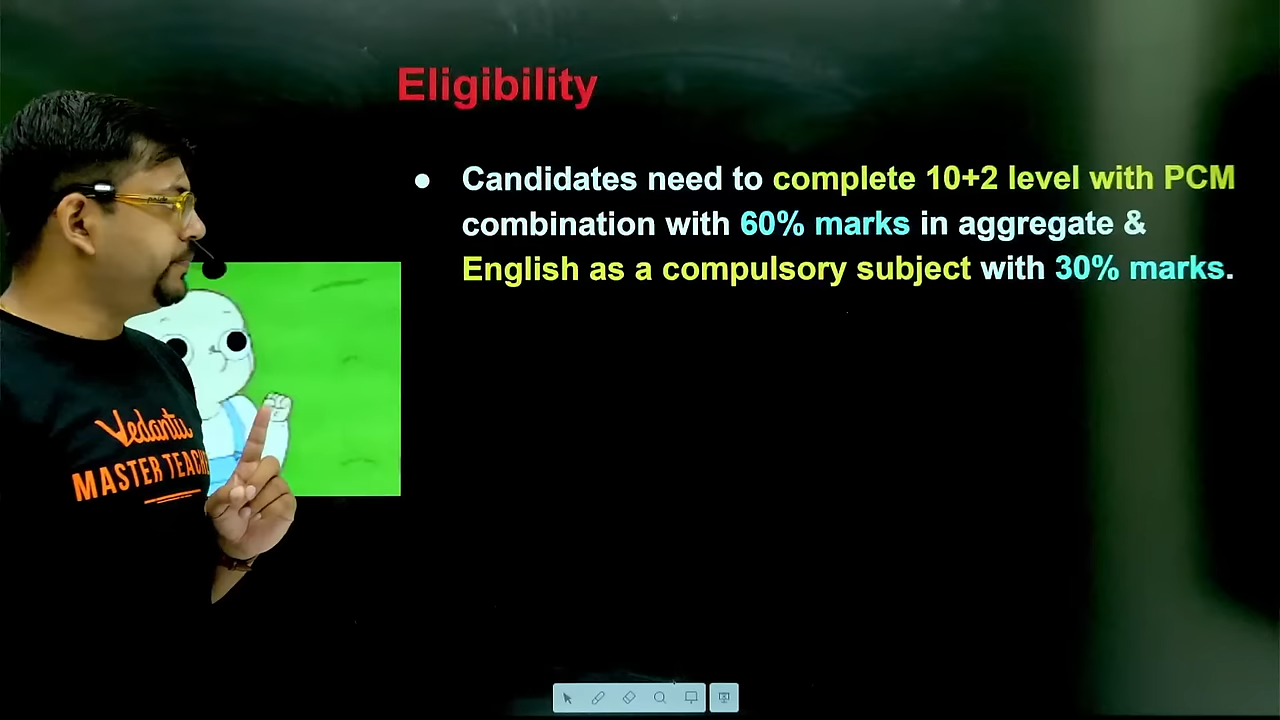 Eligibility
● Candidates need to complete 10+2 level with PCM
combination with 60% marks in aggregate &
English as a compulsory subject with 30% marks.
Vedantu
MASTER TEACHE